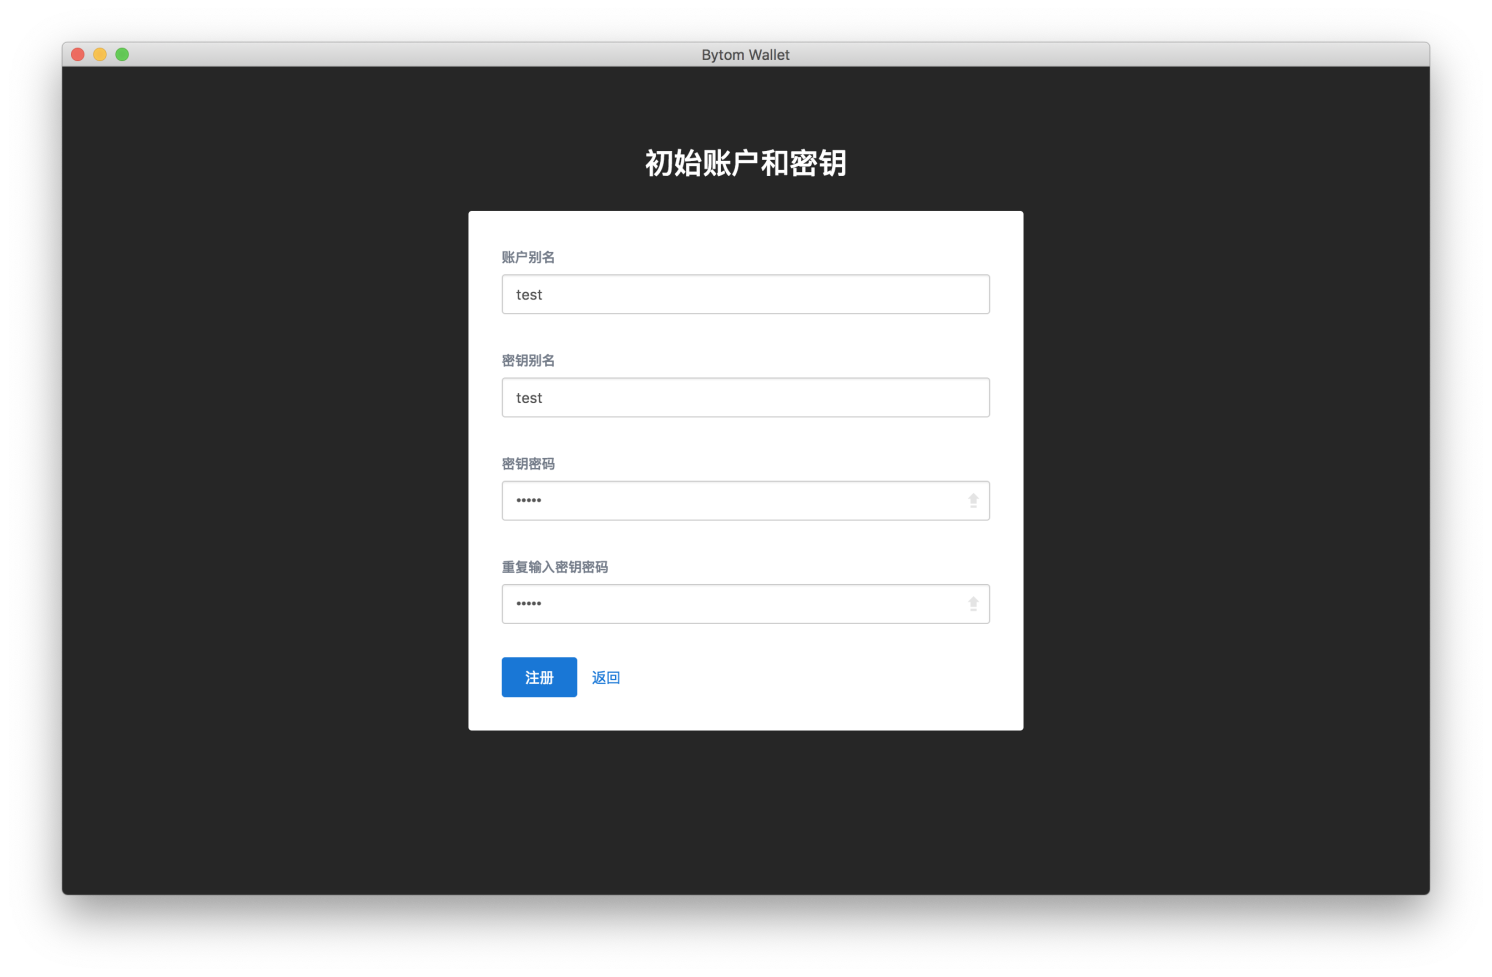 Bytom Wallet
初始账户和密钥
账户别名
test
密钥别名
test
密钥密码
•••••
重复输入密钥密码
•••••
注册 返回